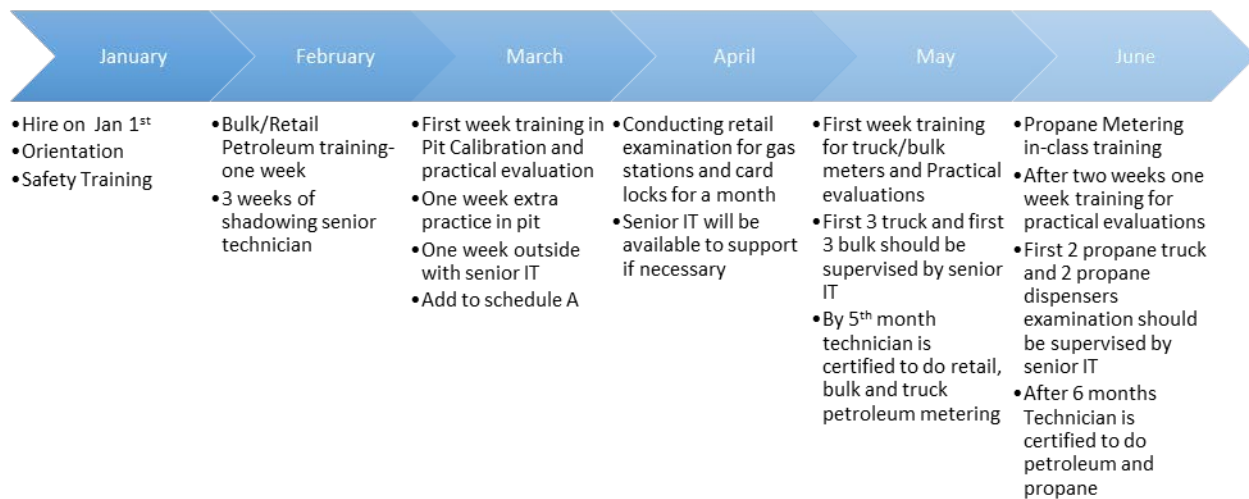 January
February
March
April
May
June
•Hire on Jan 1st
•Orientation
•Safety Training
•Bulk/Retail
Petroleum training-
one week
•3 weeks of
shadowing senior
technician
•First week training in
Pit Calibration and
practical evaluation
•One week extra
practice in pit
•One week outside
with senior IT
•Add to schedule A
•Conducting retail
examination for gas
stations and card
locks for a month
•Senior IT will be
available to support
if necessary
•First week training
for truck/bulk
meters and Practical
evaluations
•First 3 truck and first
3 bulk should be
supervised by senior
IT
•By 5th month
technician is
certified to do retail,
bulk and truck
petroleum metering
•Propane Metering
in-class training
•After two weeks one
week training for
practical evaluations
•First 2 propane truck
and 2 propane
dispensers
examination should
be supervised by
senior IT
•After 6 months
Technician is
certified to do
petroleum and
propane